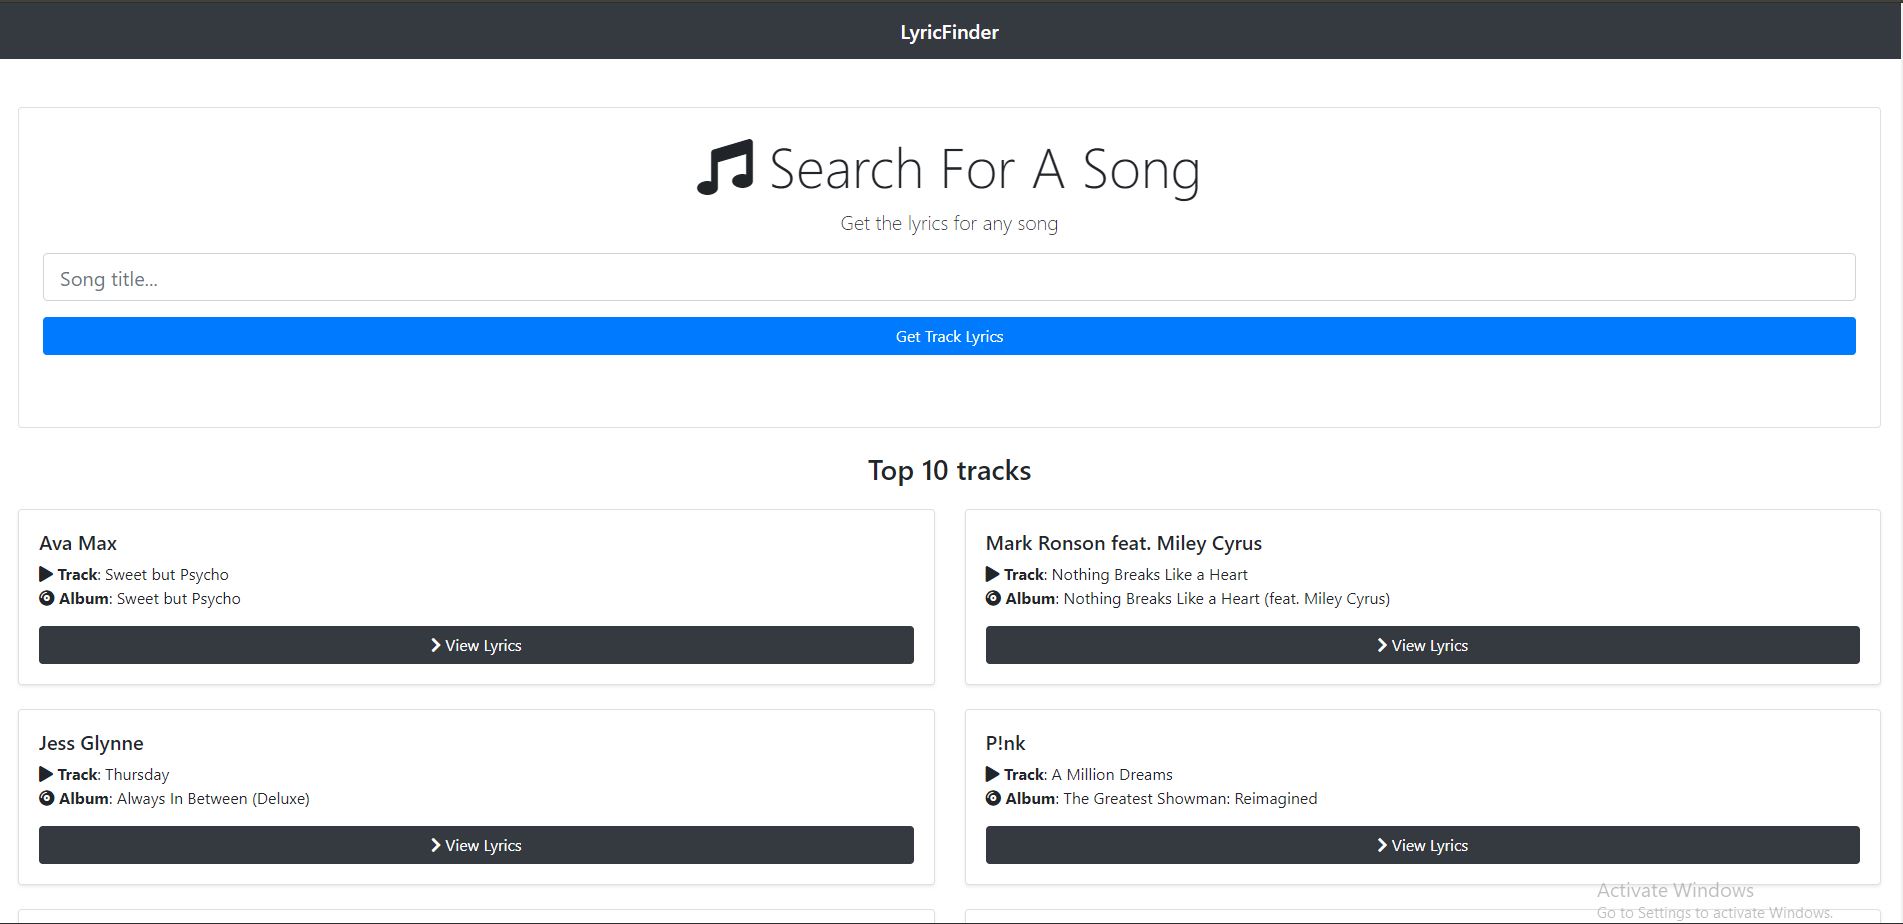 LyricFinder
Search For A Song
Get the lyrics for any song
Song title...
Get Track Lyrics
Top 10 tracks
Ava Max
Track: Sweet but Psycho
Album: Sweet but Psycho
View Lyrics
Mark Ronson feat. Miley Cyrus
Track: Nothing Breaks Like a Heart
Album: Nothing Breaks Like a Heart (feat. Miley Cyrus)
View Lyrics
Jess Glynne
Track: Thursday
Album: Always In Between (Deluxe)
View Lyrics
P!nk
Track: A Million Dreams
Album: The Greatest Showman: Reimagined
View Lyrics
Activate Windows
Go to Settings to activate Windows.